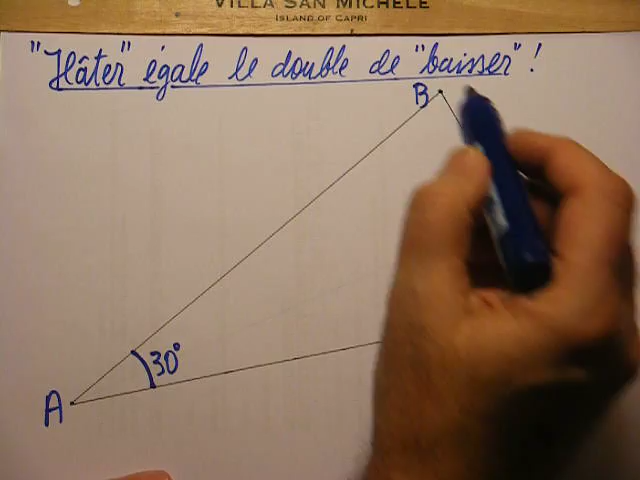 VILLA SAN MICHELE
ISLAND OF CAPRI
"Hâter" égale le double de "baisser" !
B
30°
A